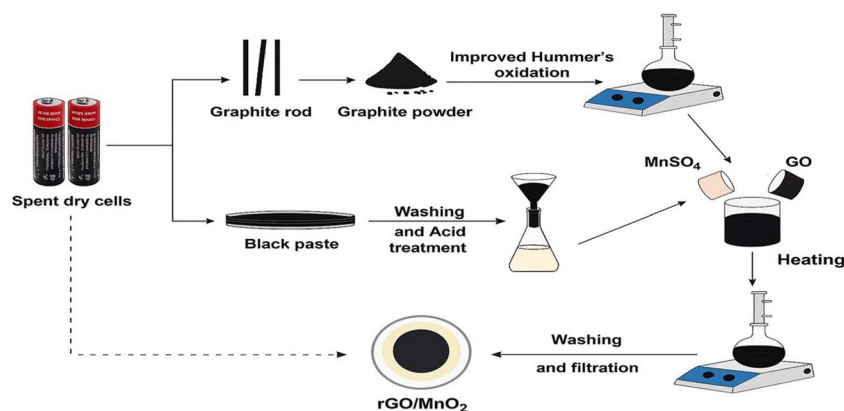 Improved Hummer's
oxidation
Graphite rod
Graphite powder
Spent dry cells
MnSO₄
GO
Black paste
Washing
and Acid
treatment
Heating
Washing
and filtration
rGO/MnO₂